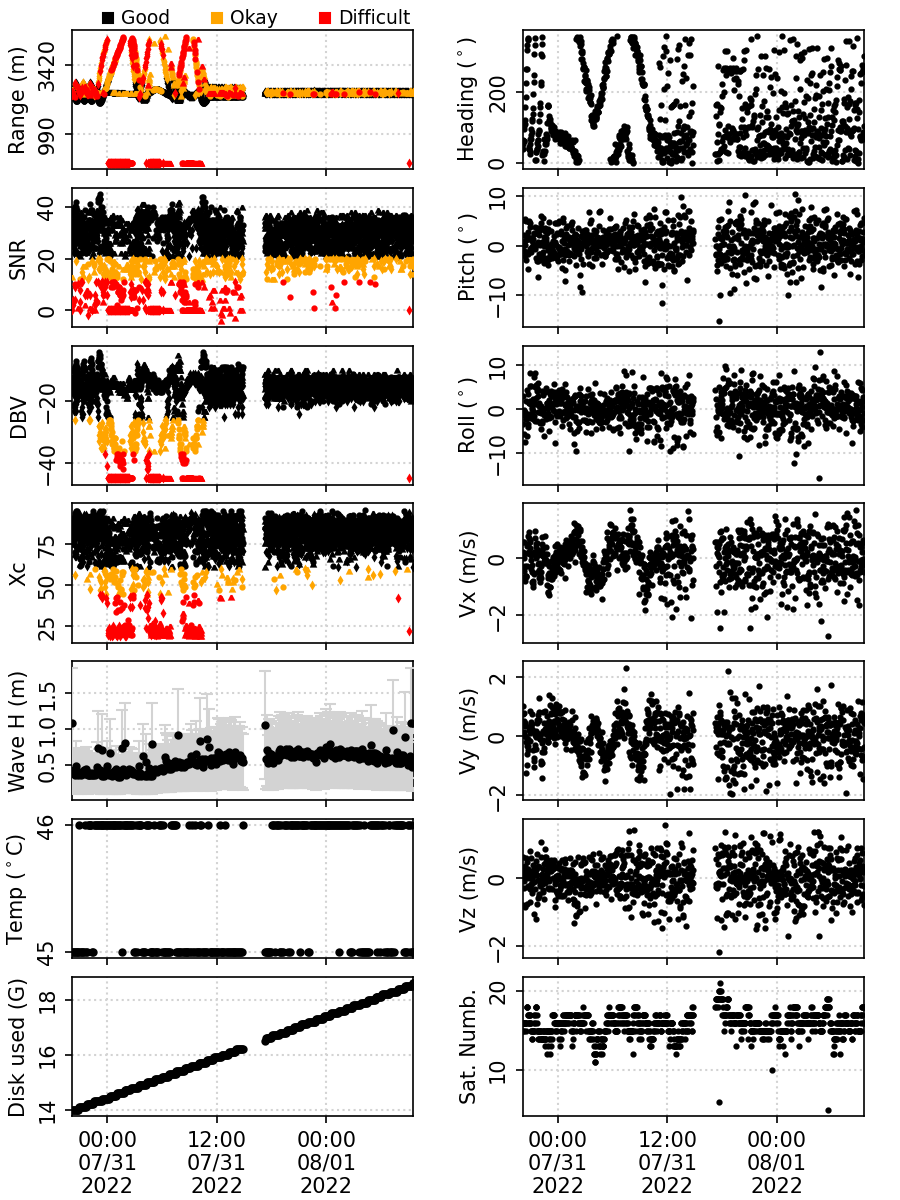 Good Okay Difficult
Range (m)
3420
990
Heading (°)
200
0
SNR
40
20
0
Pitch (°)
10
0
−10
DBV
−20
−40
Roll (°)
10
0
−10
Xc
75
50
25
Vx (m/s)
0
−2
Wave H (m)
1.5
1.0
0.5
Vy (m/s)
2
0
−2
Temp (°C)
46
45
Vz (m/s)
0
−2
Disk used (G)
18
16
14
Sat. Numb.
20
10
00:00 12:00 00:00
07/31 07/31 08/01
2022 2022 2022
00:00 12:00 00:00
07/31 07/31 08/01
2022 2022 2022